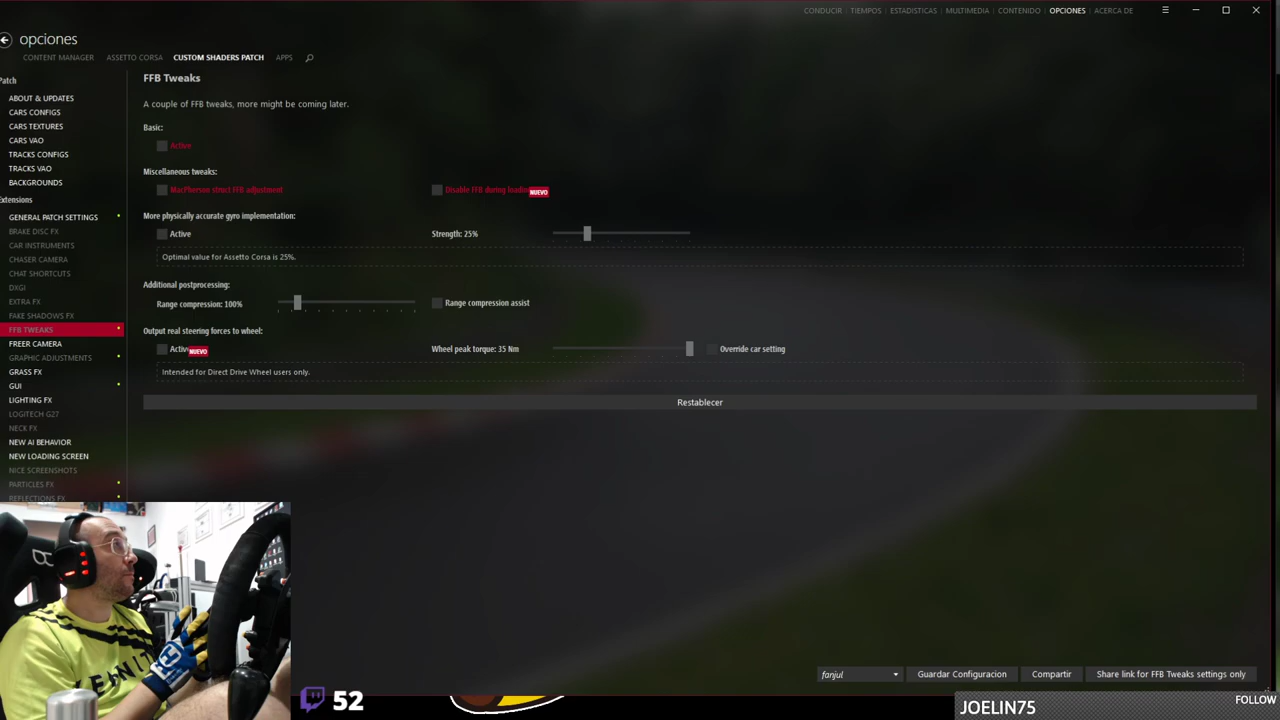 CONDUCIR TIEMPOS ESTADISTICAS MULTIMEDIA CONTENIDO OPCIONES ACERCA DE
opciones
CONTENT MANAGER ASSETTO CORSA CUSTOM SHADERS PATCH APPS
Patch
ABOUT & UPDATES
CARS CONFIGS
CARS TEXTURES
CARS VAO
TRACKS CONFIGS
TRACKS VAO
BACKGROUNDS
Extensions
GENERAL PATCH SETTINGS
BRAKE DISC FX
CAR INSTRUMENTS
CHASER CAMERA
CHAT SHORTCUTS
DXGI
EXTRA FX
FAKE SHADOWS FX
FFB TWEAKS
FREER CAMERA
GRAPHIC ADJUSTMENTS
GRASS FX
GUI
LIGHTING FX
LOGITECH G27
NECK FX
NEW AI BEHAVIOR
NEW LOADING SCREEN
NICE SCREENSHOTS
PARTICLES FX
REFLECTIONS FX
FFB Tweaks
A couple of FFB tweaks, more might be coming later.
Basic:
Active
Miscellaneous tweaks:
MacPherson struct FFB adjustment Disable FFB during loading NUEVO
More physically accurate gyro implementation:
Active Strength: 25%
Optimal value for Assetto Corsa is 25%.
Additional postprocessing:
Range compression: 100% Range compression assist
Output real steering forces to wheel:
Active NUEVO Wheel peak torque: 35 Nm Override car setting
Intended for Direct Drive Wheel users only.
Restablecer
fanjul Guardar Configuracion Compartir Share link for FFB Tweaks settings only
52
JOELIN75
FOLLOW